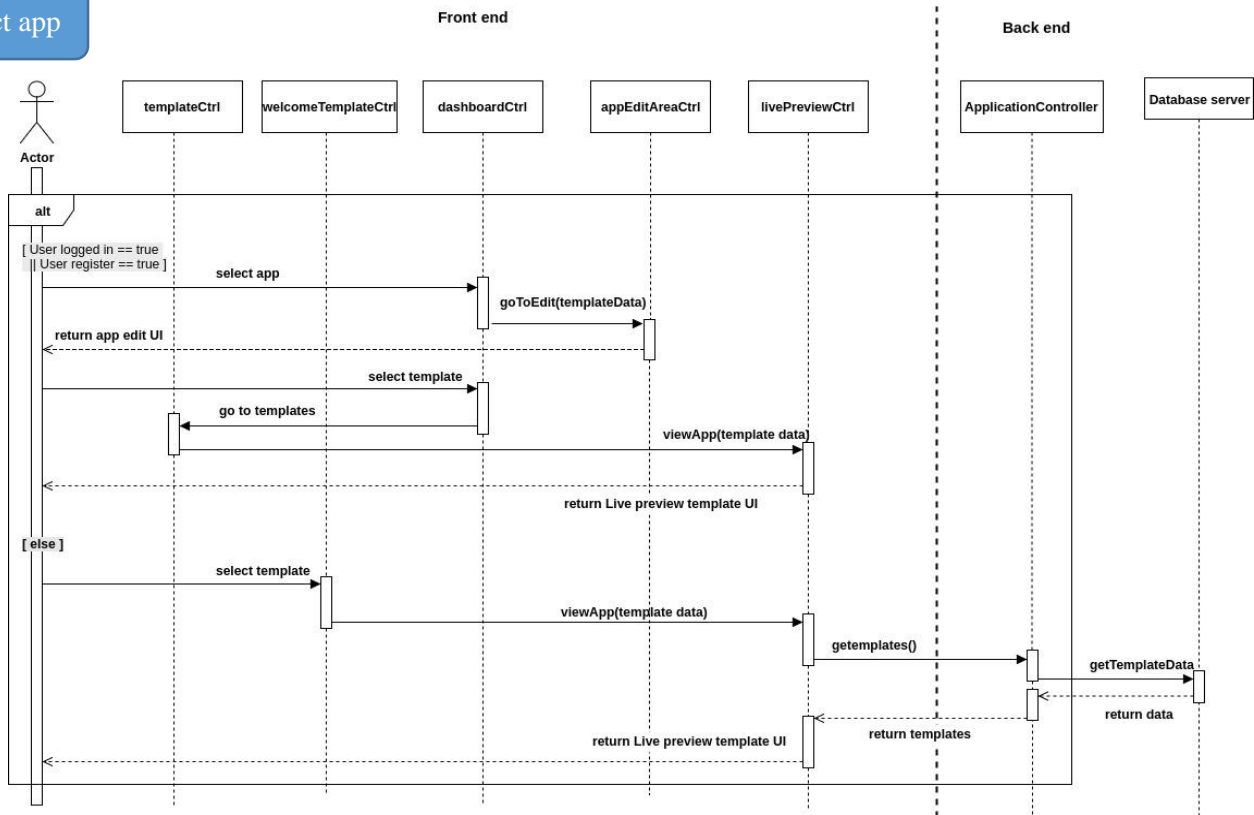 ct app
Front end
Back end
templateCtrl
welcomeTemplateCtrl
dashboardCtrl
appEditAreaCtrl
livePreviewCtrl
ApplicationController
Database server
Actor
alt
[ User logged in == true
|| User register == true ]
select app
goToEdit(templateData)
return app edit UI
select template
go to templates
viewApp(template data)
return Live preview template UI
[ else ]
select template
viewApp(template data)
getemplates()
getTemplateData
return data
return templates
return Live preview template UI